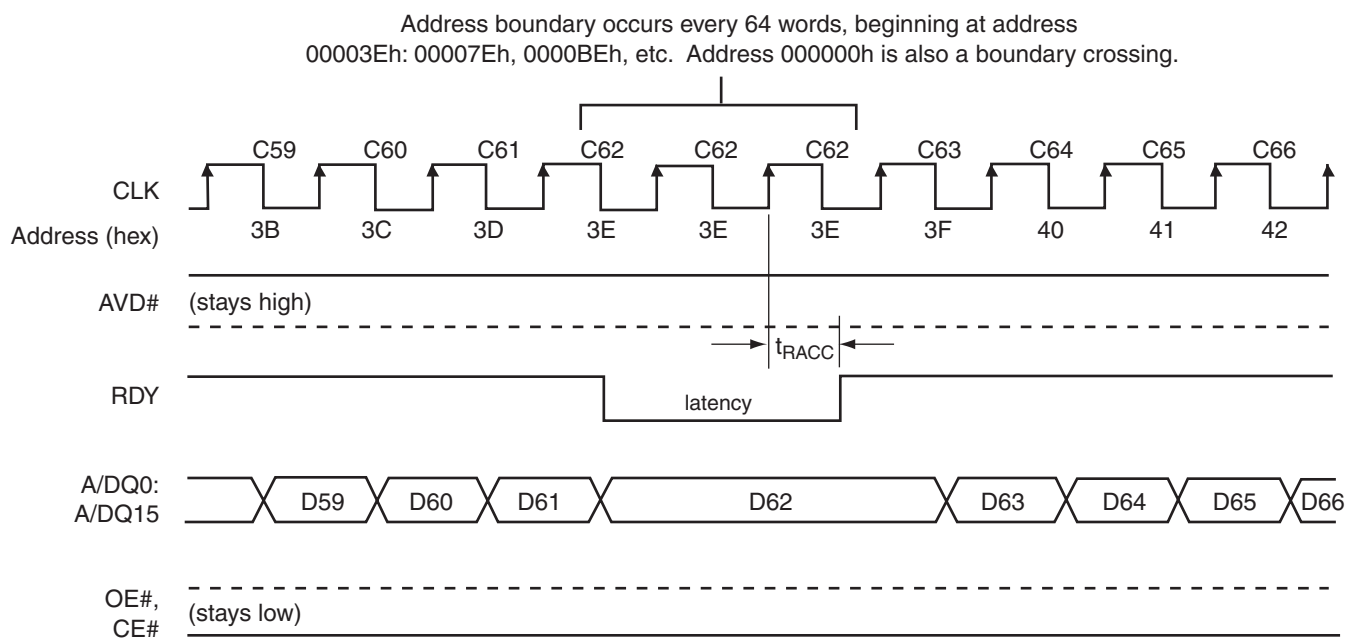 Address boundary occurs every 64 words, beginning at address
00003Eh: 00007Eh, 0000BEh, etc. Address 000000h is also a boundary crossing.
C59 C60 C61 C62 C62 C62 C63 C64 C65 C66
CLK
Address (hex) 3B 3C 3D 3E 3E 3E 3F 40 41 42
AVD# (stays high)
tRACC
RDY latency
A/DQ0:
A/DQ15
D59 D60 D61 D62 D63 D64 D65 D66
OE#,
CE#
(stays low)